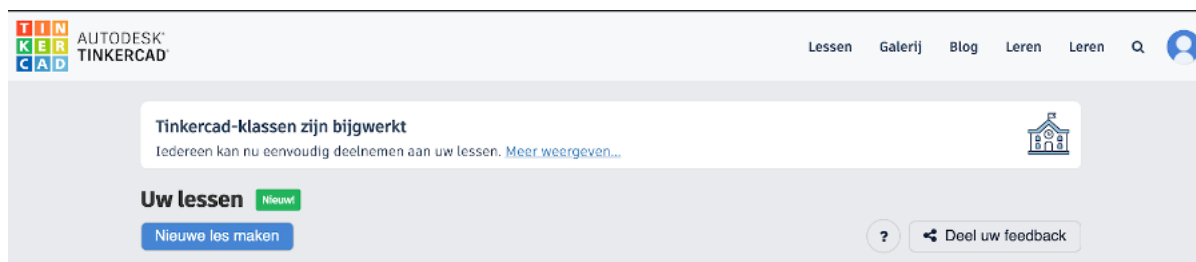 TIN
KER
CAD
AUTODESK®
TINKERCAD®
Lessen Galerij Blog Leren Leren
Tinkercad-klassen zijn bijgwerkt
Iedereen kan nu eenvoudig deelnemen aan uw lessen. Meer weergeven...
Uw lessen Nieuw!
Nieuwe les maken ? Deel uw feedback